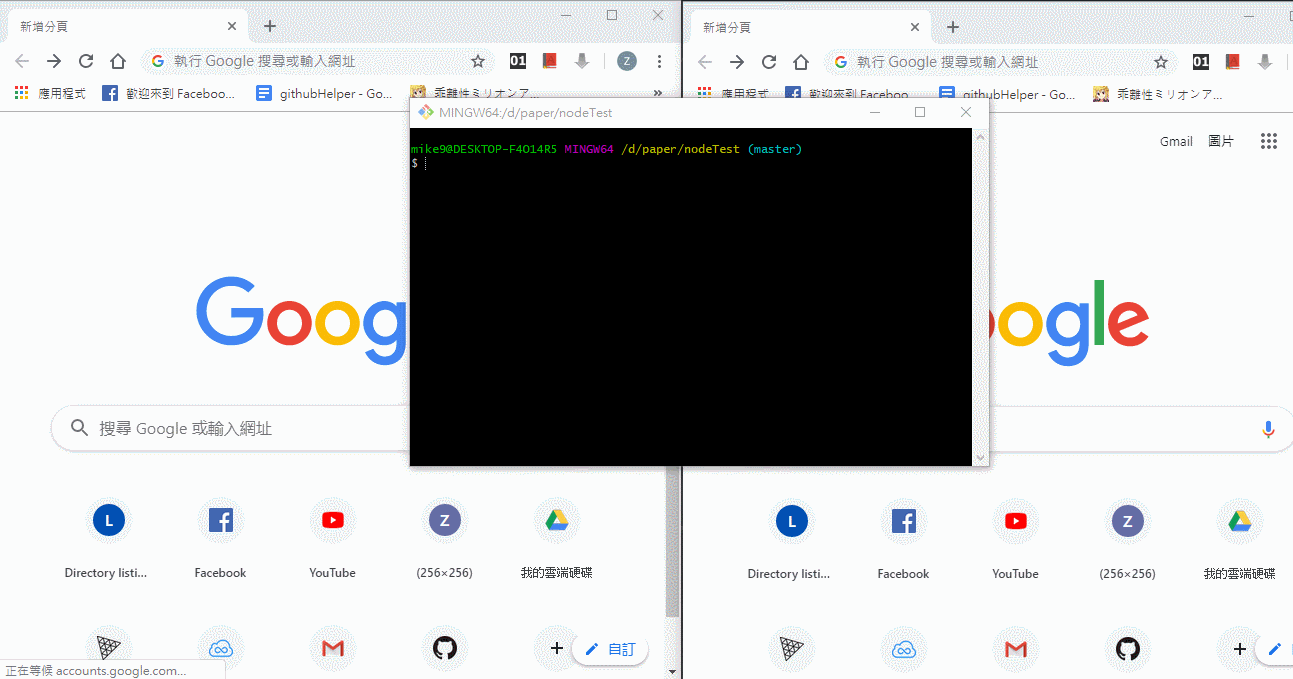 新增分頁
新增分頁
執行 Google 搜尋或輸入網址
01
Z
執行 Google 搜尋或輸入網址
01
應用程式
歡迎來到 Faceboo...
githubHelper - Go...
乖離性ミリオンア...
應用程式
歡迎來到 Faceboo
githubHelper - Go...
乖離性ミリオンア...
MINGW64:/d/paper/nodeTest
Gmail
圖片
mike9@DESKTOP-F4O14R5 MINGW64 /d/paper/nodeTest (master)
$
Goog
ogle
搜尋 Google 或輸入網址
L
Z
L
Z
Directory listi...
Facebook
YouTube
(256×256)
我的雲端硬碟
Directory listi...
Facebook
YouTube
(256×256)
我的雲端硬碟
自訂
正在等候 accounts.google.com...